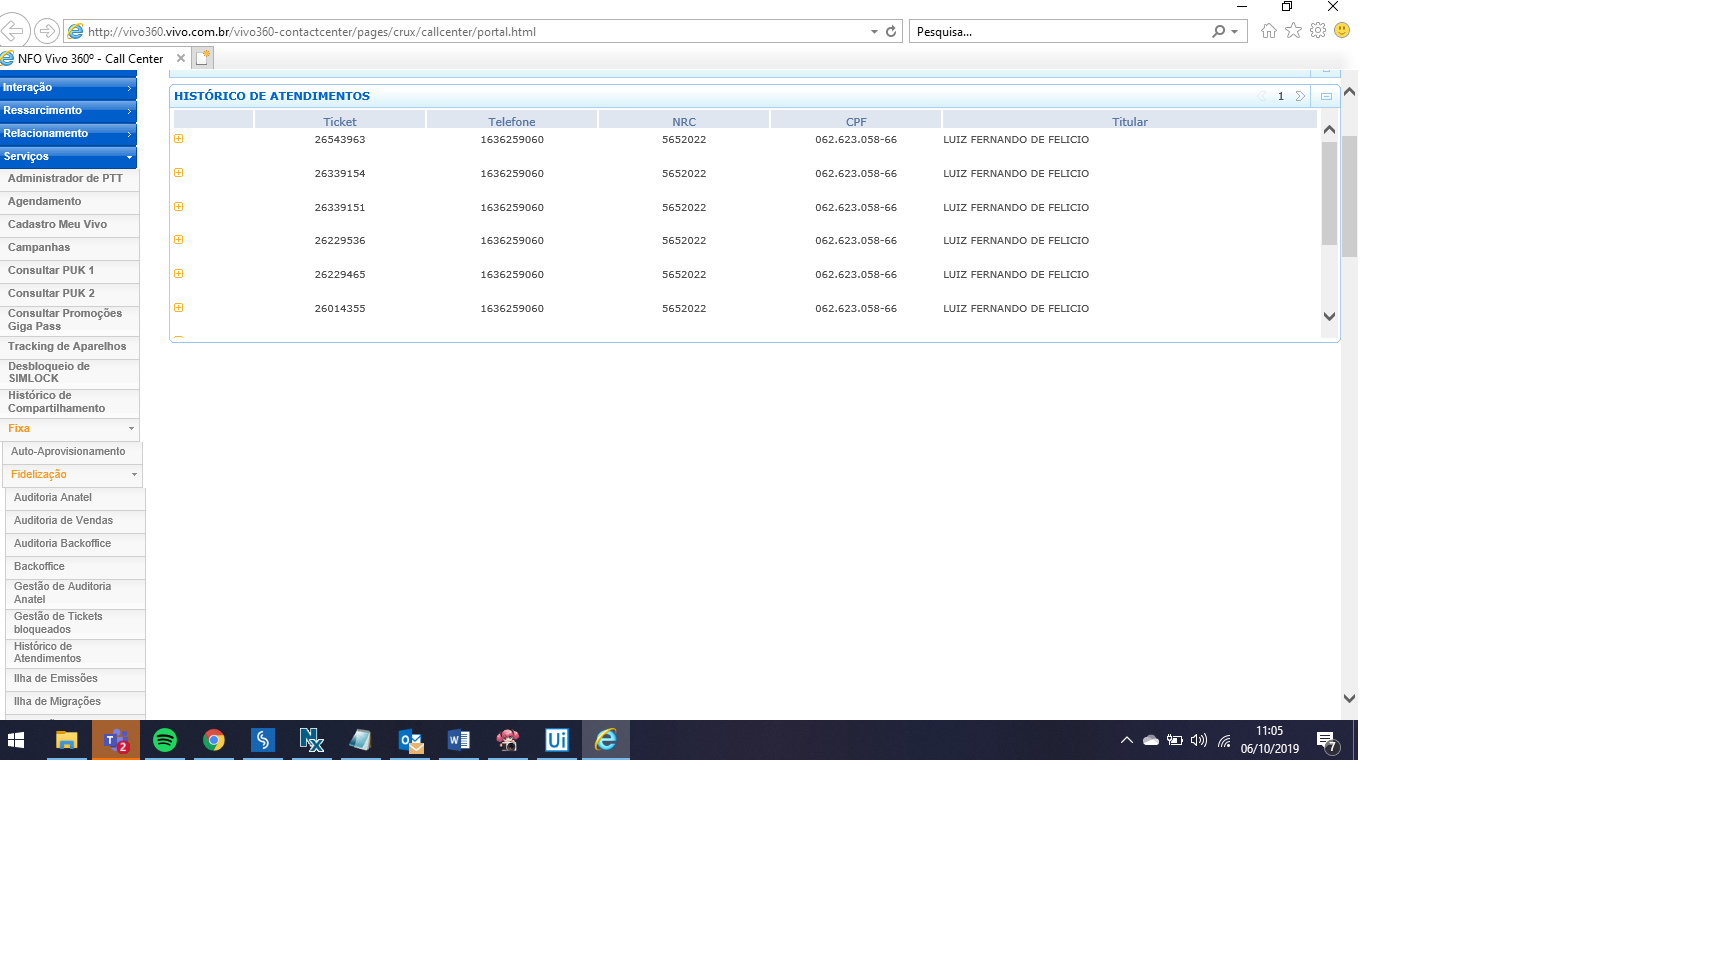 http://vivo360.vivo.com.br/vivo360-contactcenter/pages/crux/callcenter/portal.html
Pesquisa...
NFO Vivo 360º - Call Center
Interação
Ressarcimento
Relacionamento
Serviços
Administrador de PTT
Agendamento
Cadastro Meu Vivo
Campanhas
Consultar PUK 1
Consultar PUK 2
Consultar Promoções
Giga Pass
Tracking de Aparelhos
Desbloqueio de
SIMLOCK
Histórico de
Compartilhamento
Fixa
Auto-Aprovisionamento
Fidelização
Auditoria Anatel
Auditoria de Vendas
Auditoria Backoffice
Backoffice
Gestão de Auditoria
Anatel
Gestão de Tickets
bloqueados
Histórico de
Atendimentos
Ilha de Emissões
Ilha de Migrações
HISTÓRICO DE ATENDIMENTOS 1
Ticket Telefone NRC CPF Titular
26543963 1636259060 5652022 062.623.058-66 LUIZ FERNANDO DE FELICIO
26339154 1636259060 5652022 062.623.058-66 LUIZ FERNANDO DE FELICIO
26339151 1636259060 5652022 062.623.058-66 LUIZ FERNANDO DE FELICIO
26229536 1636259060 5652022 062.623.058-66 LUIZ FERNANDO DE FELICIO
26229465 1636259060 5652022 062.623.058-66 LUIZ FERNANDO DE FELICIO
26014355 1636259060 5652022 062.623.058-66 LUIZ FERNANDO DE FELICIO
T 2
Nx
Ui
11:05
06/10/2019
7